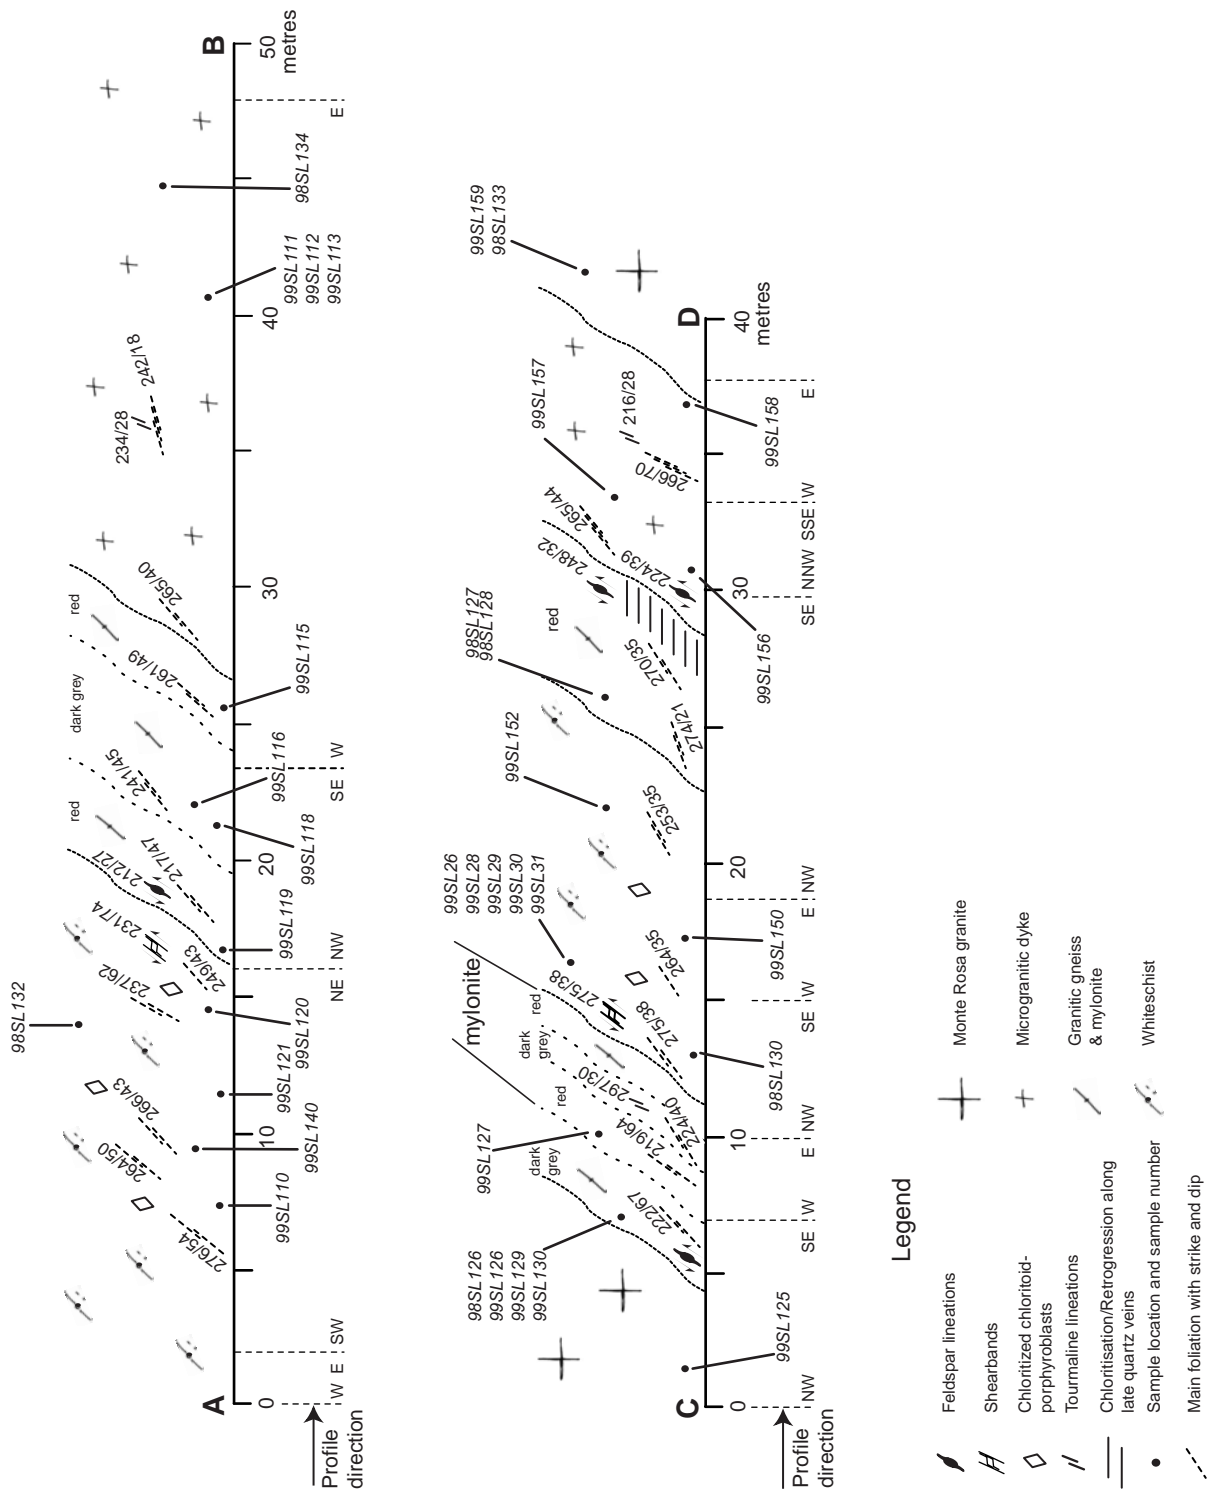 A
B
0
10
20
30
40
50
metres
Profile
direction
W
E
SW
NE
NW
SE
W
E
98SL132
99SL110
99SL140
99SL121
99SL120
99SL119
99SL118
99SL116
99SL115
99SL111
99SL112
99SL113
98SL134
276/54
264/50
266/43
237/62
249/43
231/74
212/27
217/47
241/45
261/49
265/40
234/28
242/18
red
dark grey
red
C
D
0
10
20
30
40
metres
Profile
direction
NW
SE
W
E
NW
SE
W
E
NW
SE
NNW
SSE
W
E
mylonite
98SL126
99SL126
99SL129
99SL130
99SL127
99SL26
99SL28
99SL29
99SL30
99SL31
99SL152
98SL127
98SL128
99SL157
99SL159
98SL133
99SL125
98SL130
99SL150
99SL156
99SL158
222/67
219/64
224/40
297/30
275/38
275/38
264/35
253/35
274/21
270/35
248/32
224/39
265/44
266/70
216/28
dark
grey
red
dark
grey
red
red
Legend
Feldspar lineations
Shearbands
Chloritized chloritoid-
porphyroblasts
Tourmaline lineations
Chloritisation/Retrogression along
late quartz veins
Sample location and sample number
Main foliation with strike and dip
Monte Rosa granite
Microgranitic dyke
Granitic gneiss
& mylonite
Whiteschist